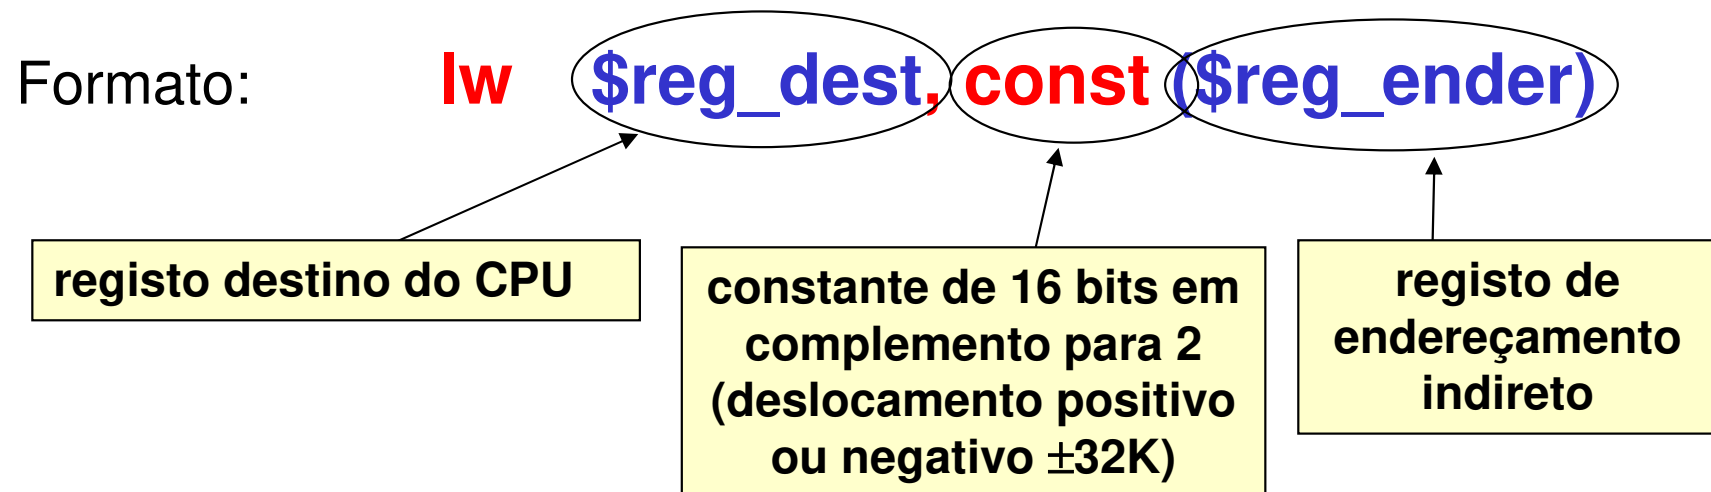 Formato: lw $reg_dest, const ($reg_ender)
registo destino do CPU
constante de 16 bits em
complemento para 2
(deslocamento positivo
ou negativo ±32K)
registo de
endereçamento
indireto